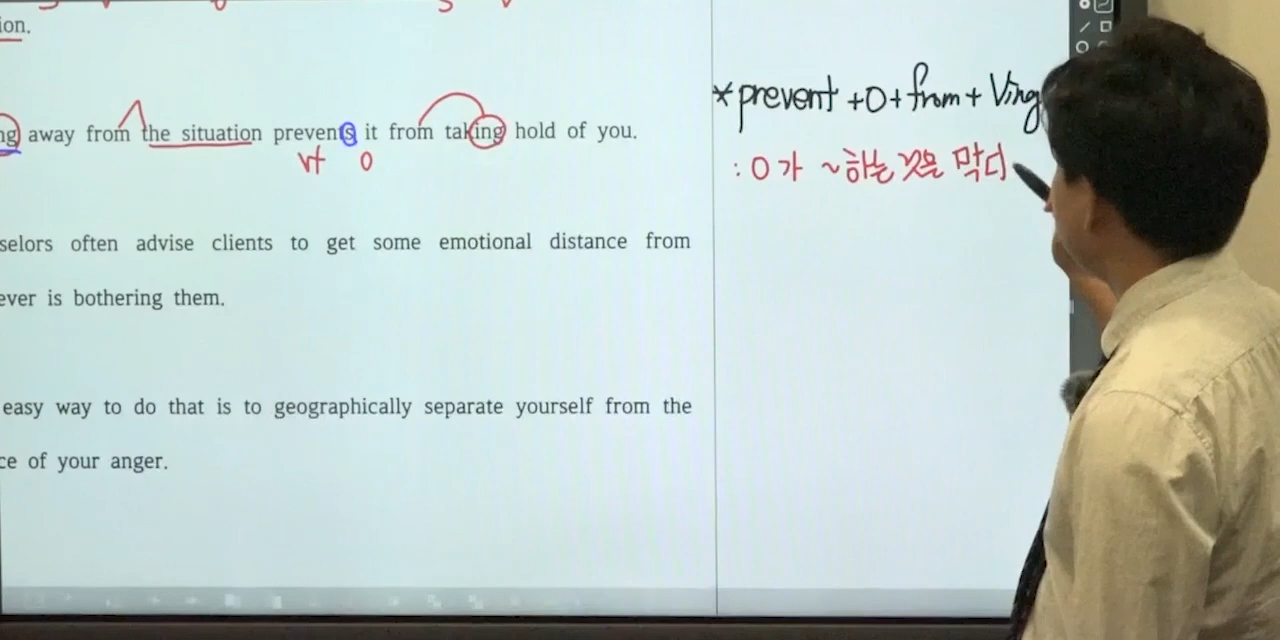 ion.
ng away from the situation prevents it from taking hold of you.
vt O
selors often advise clients to get some emotional distance from
ever is bothering them.
easy way to do that is to geographically separate yourself from the
ce of your anger.
*prevent +O+ from + Ving
: O가 ~하는 것을 막다